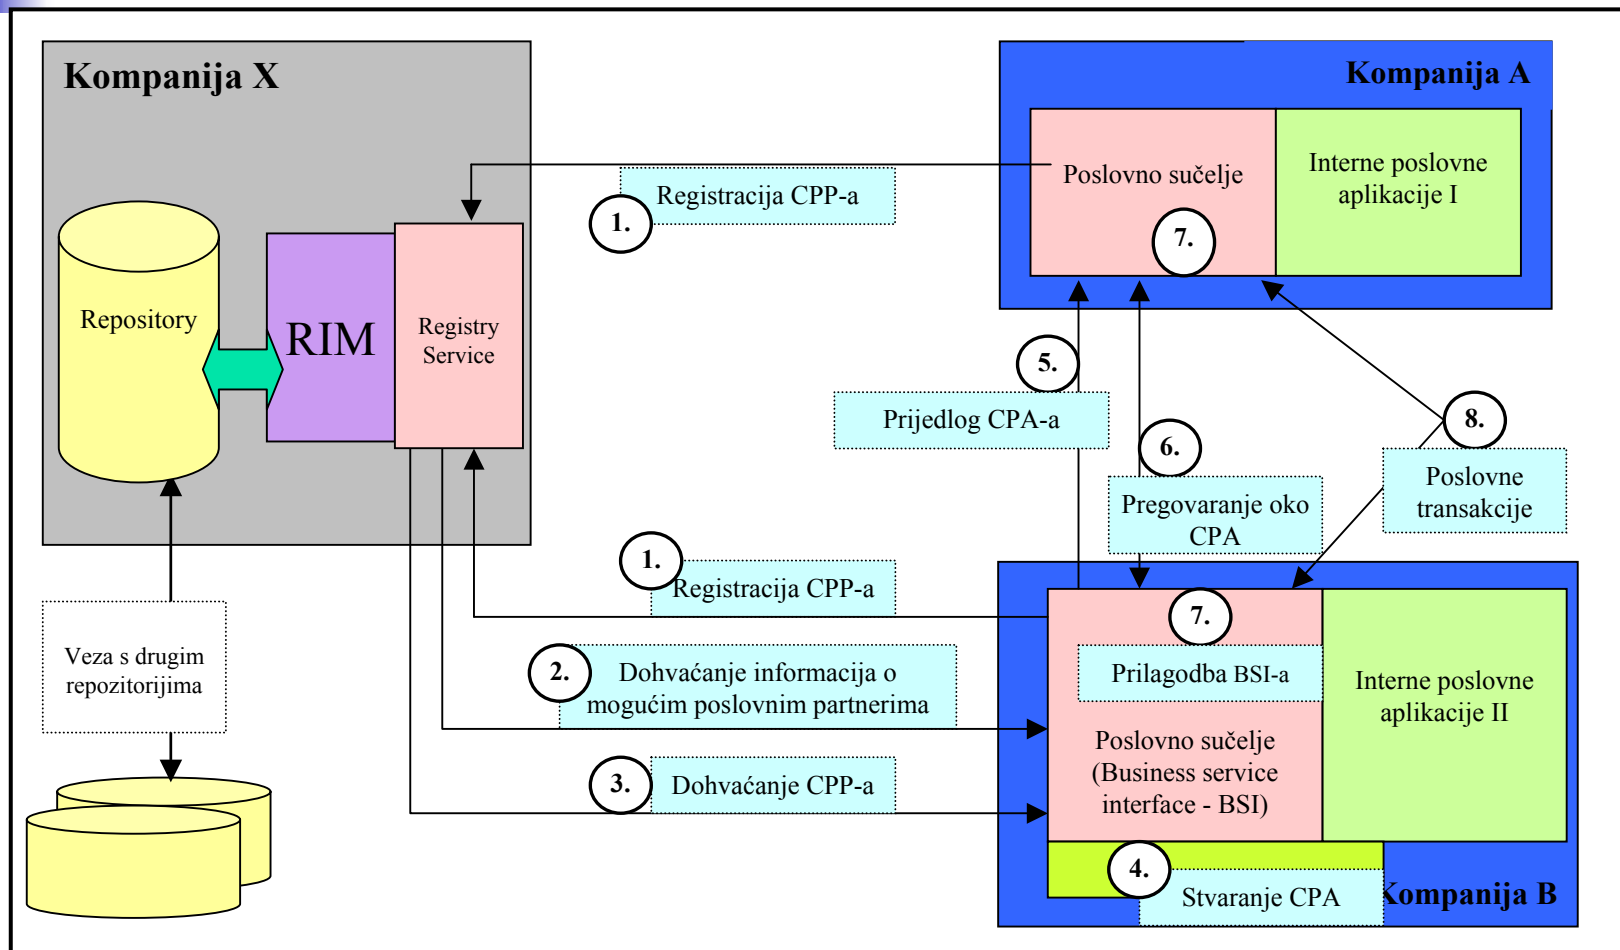 Kompanija X
Kompanija A
Poslovno sučelje
Interne poslovne
aplikacije I
7.
Registracija CPP-a
1.
Repository
RIM
Registry
Service
5.
Prijedlog CPA-a
6.
Pregovaranje oko
CPA
8.
Poslovne
transakcije
1.
Registracija CPP-a
Veza s drugim
repozitorijima
2.
Dohvaćanje informacija o
mogućim poslovnim partnerima
3.
Dohvaćanje CPP-a
7.
Prilagodba BSI-a
Poslovno sučelje
(Business service
interface - BSI)
Interne poslovne
aplikacije II
4.
Stvaranje CPA
Kompanija B